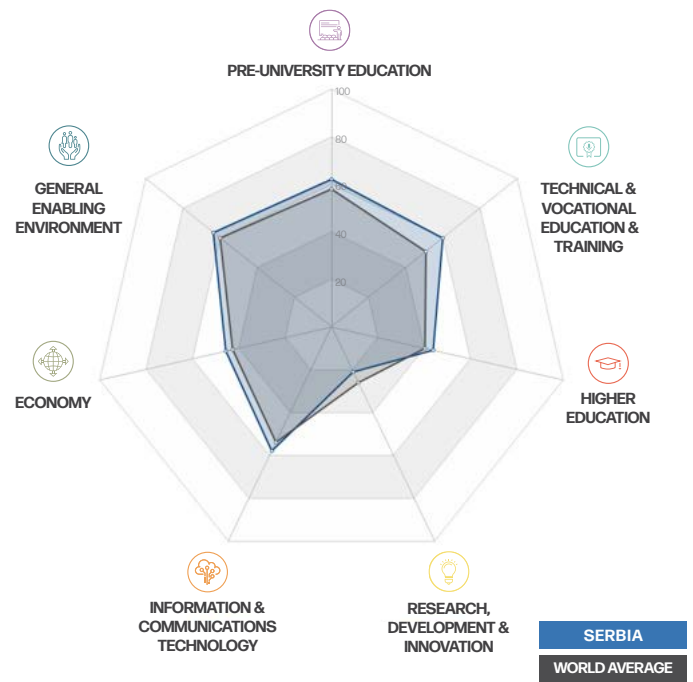 PRE-UNIVERSITY EDUCATION
100
80
60
40
20
GENERAL
ENABLING
ENVIRONMENT
TECHNICAL &
VOCATIONAL
EDUCATION &
TRAINING
ECONOMY
HIGHER
EDUCATION
INFORMATION &
COMMUNICATIONS
TECHNOLOGY
RESEARCH,
DEVELOPMENT &
INNOVATION
SERBIA
WORLD AVERAGE